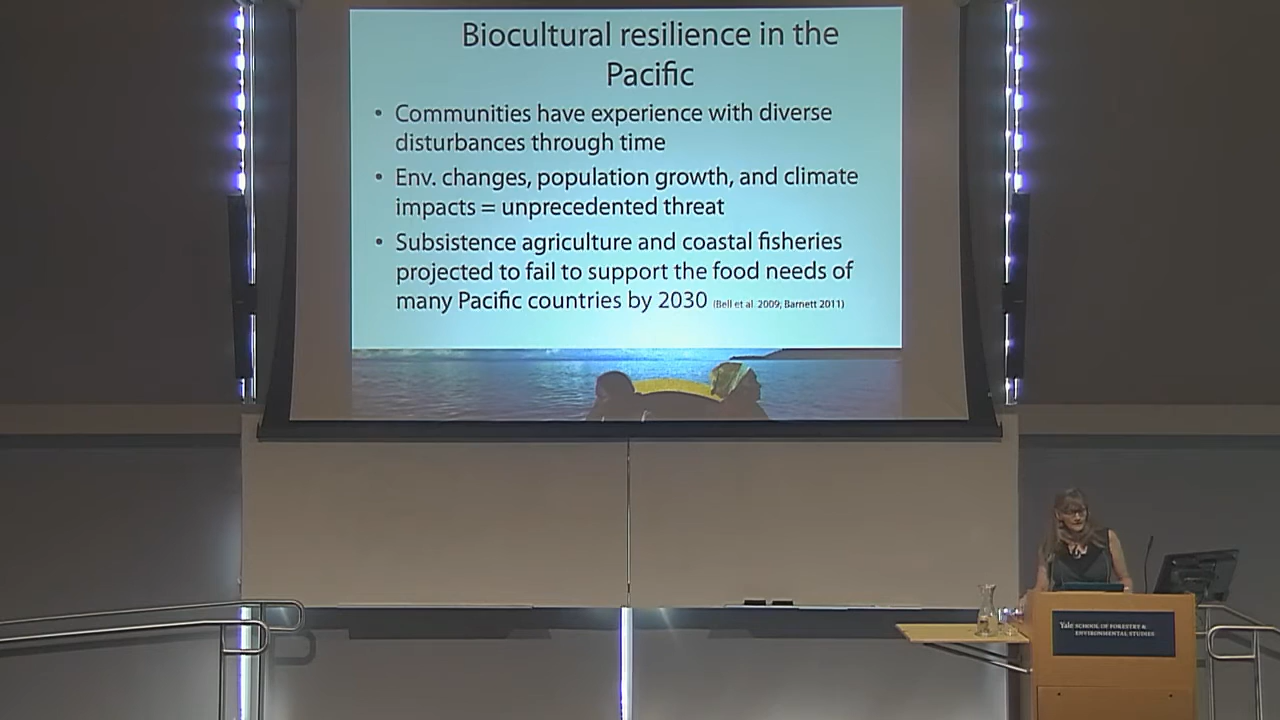 Biocultural resilience in the
Pacific
• Communities have experience with diverse
disturbances through time
• Env. changes, population growth, and climate
impacts = unprecedented threat
• Subsistence agriculture and coastal fisheries
projected to fail to support the food needs of
many Pacific countries by 2030 (Bell et al. 2009; Barnett 2011)
Yale SCHOOL OF FORESTRY &
ENVIRONMENTAL STUDIES